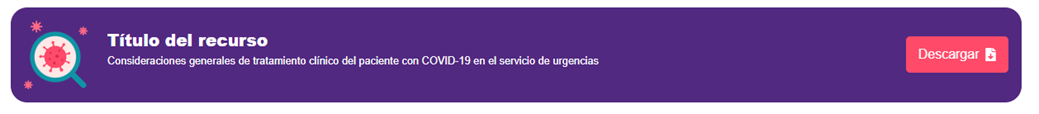 Título del recurso
Consideraciones generales de tratamiento clínico del paciente con COVID-19 en el servicio de urgencias
Descargar